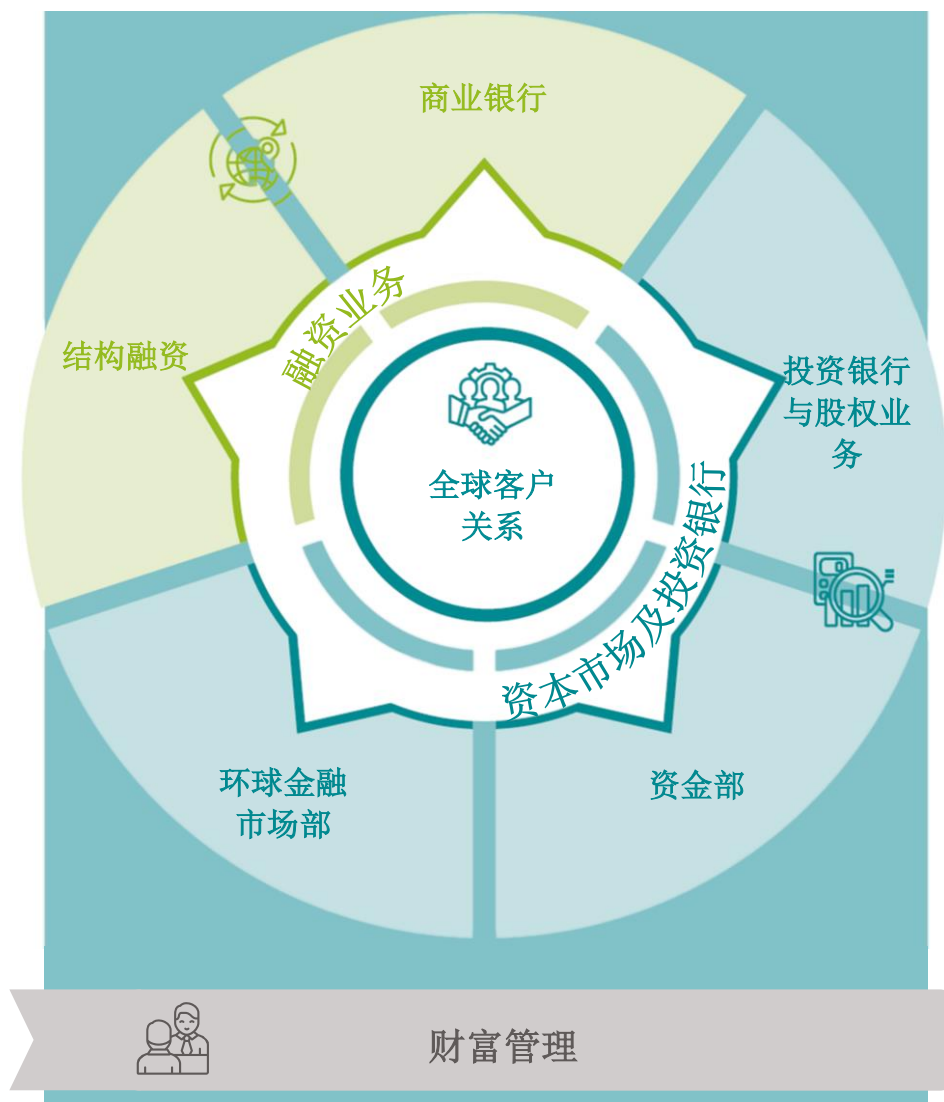 商业银行
融资业务
结构融资
投资银行
与股权业
务
全球客户
关系
资本市场及投资银行
环球金融
市场部
资金部
财富管理